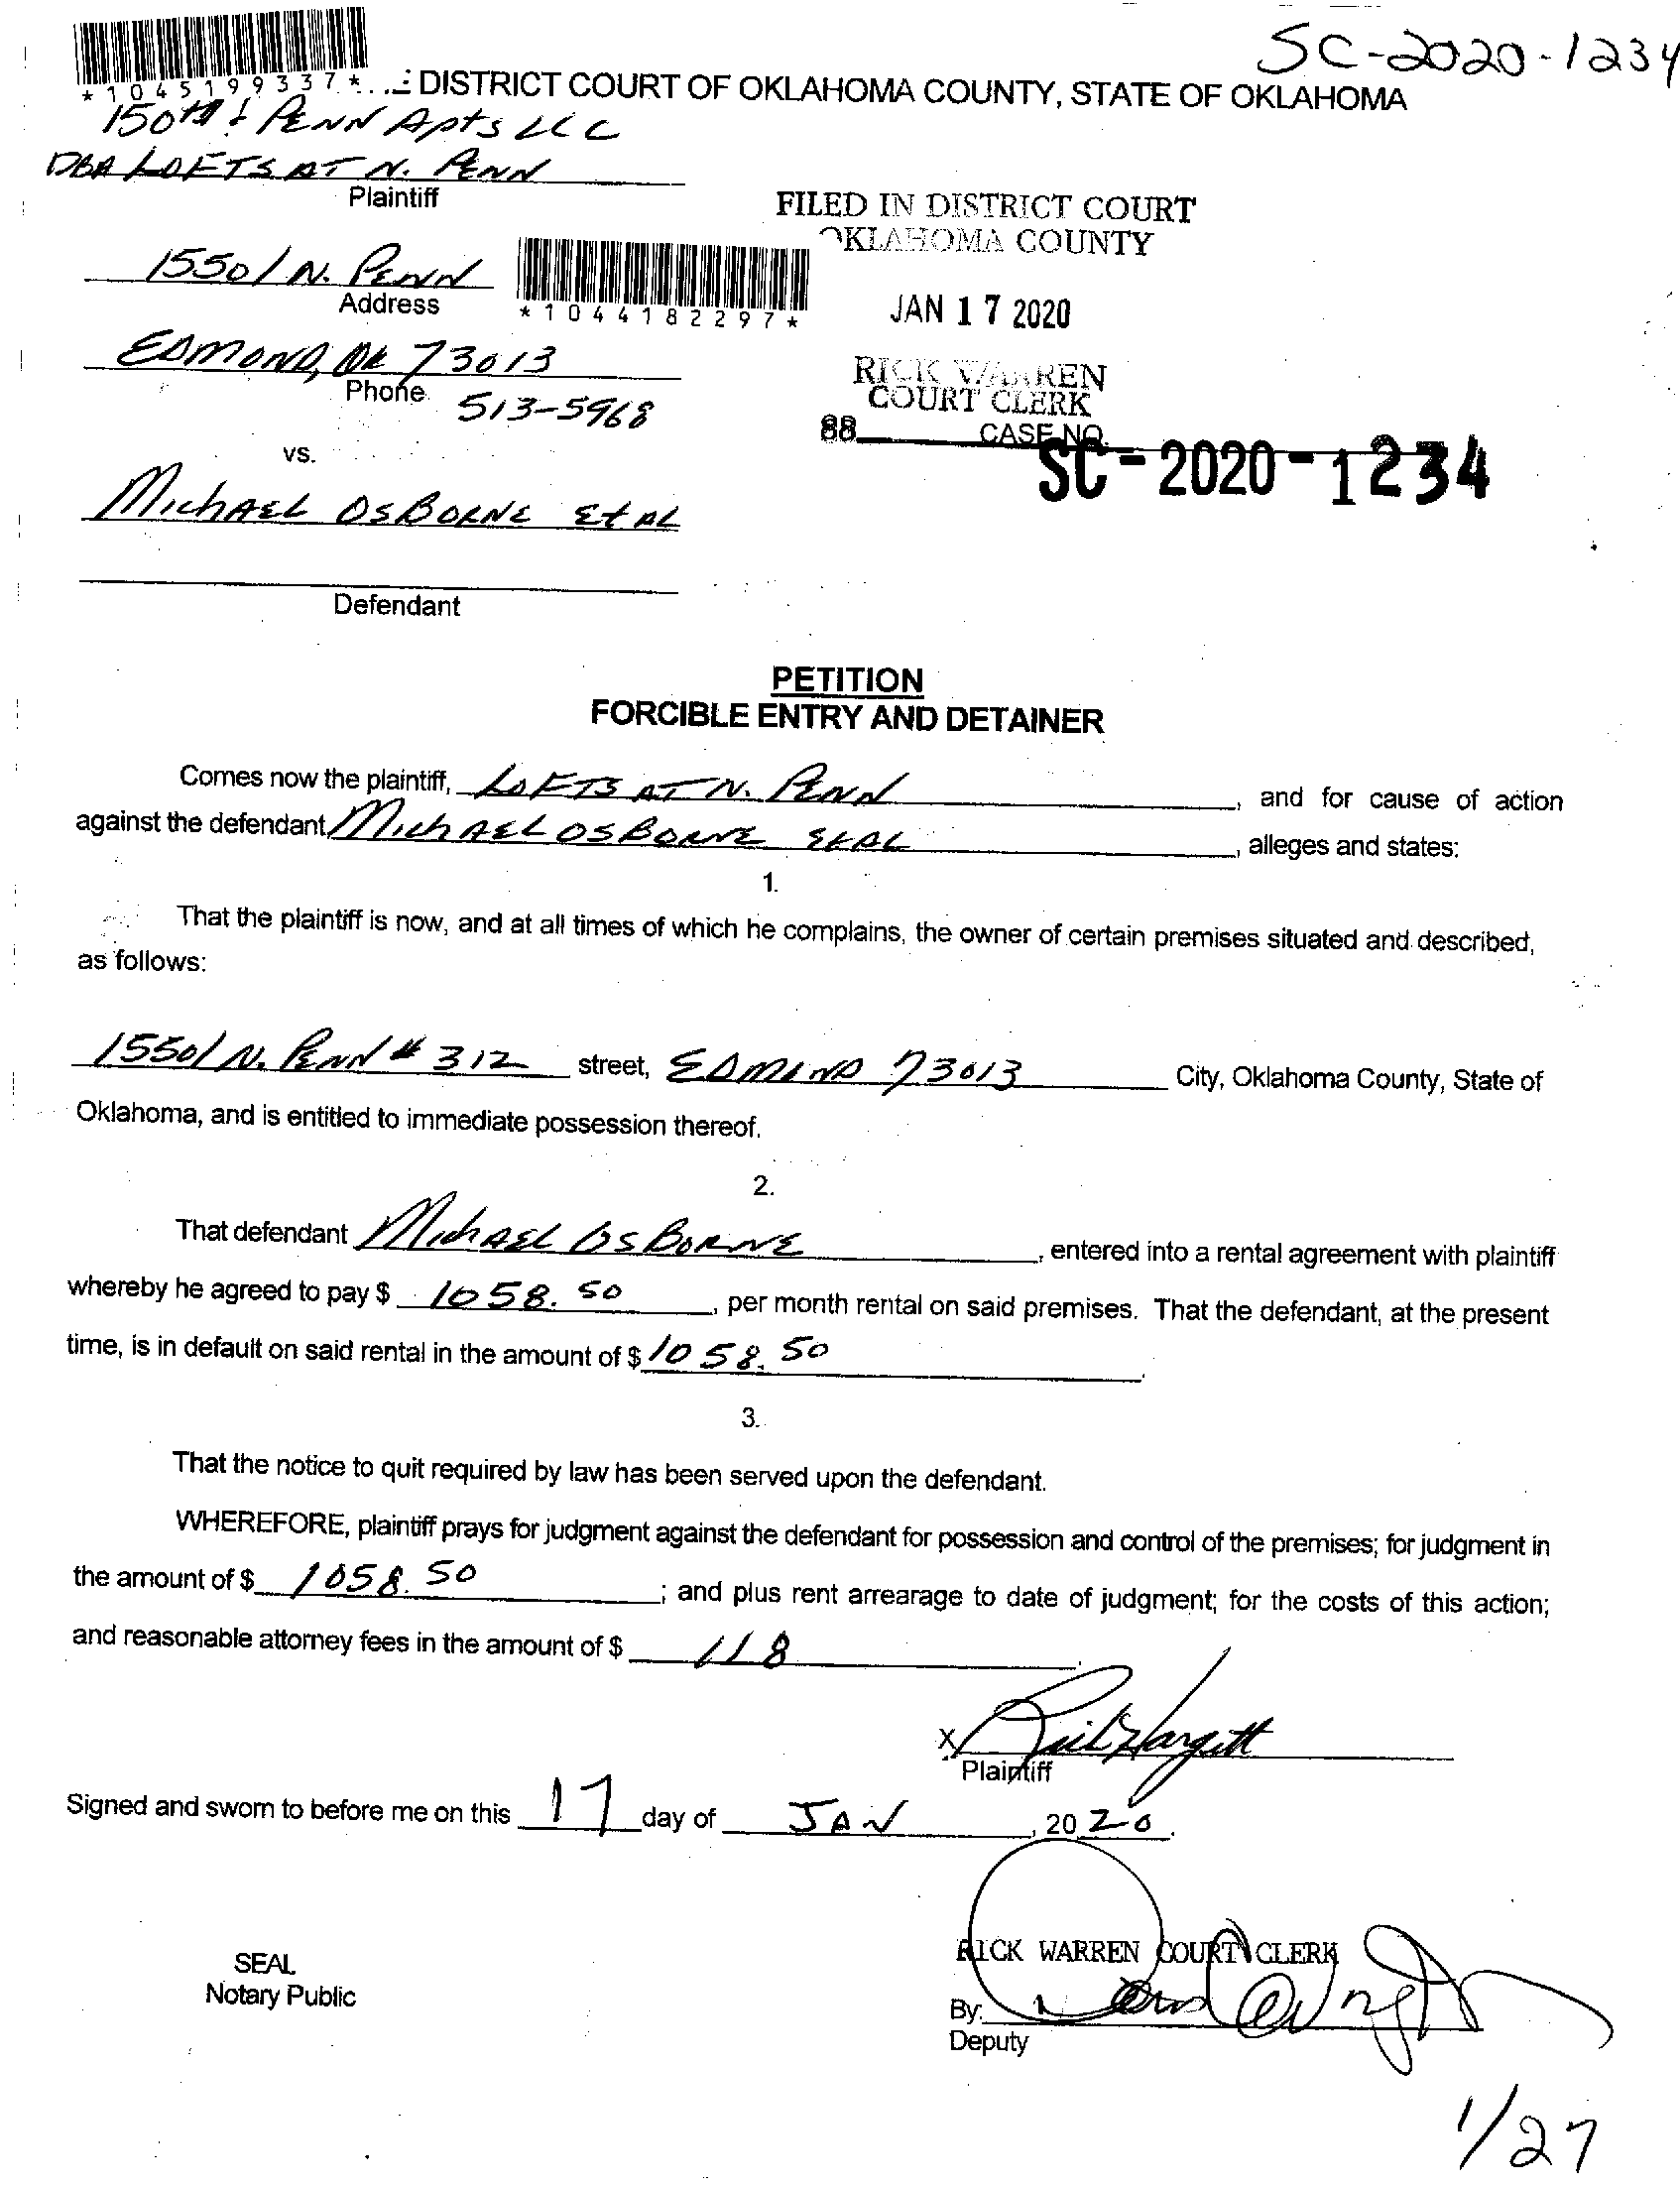 SC-2020-1234
*1045199337* DISTRICT COURT OF OKLAHOMA COUNTY, STATE OF OKLAHOMA
150th & PENN Apts LLC
DBA LOFTS AT N. PENN
Plaintiff
FILED IN DISTRICT COURT
OKLAHOMA COUNTY
15501 N. PENN
Address
*1044182297*
JAN 17 2020
EDMOND, OK 73013
Phone
513-5968
RICK WARREN
COURT CLERK
88
CASE NO.
SC-2020-1234
vs.
MichAEL OSBORNE Et AL
Defendant
PETITION
FORCIBLE ENTRY AND DETAINER
Comes now the plaintiff, LOFTS AT N. PENN, and for cause of action
against the defendant MichAEL OSBORNE Et AL, alleges and states:
1.
That the plaintiff is now, and at all times of which he complains, the owner of certain premises situated and described,
as follows:
15501 N. PENN # 312 street, EDMOND 73013 City, Oklahoma County, State of
Oklahoma, and is entitled to immediate possession thereof.
2.
That defendant MichAEL OSBORNE, entered into a rental agreement with plaintiff
whereby he agreed to pay $ 1058.50, per month rental on said premises. That the defendant, at the present
time, is in default on said rental in the amount of $ 1058.50.
3.
That the notice to quit required by law has been served upon the defendant.
WHEREFORE, plaintiff prays for judgment against the defendant for possession and control of the premises; for judgment in
the amount of $ 1058.50; and plus rent arrearage to date of judgment; for the costs of this action;
and reasonable attorney fees in the amount of $ 118.
X Hargett
Plaintiff
Signed and sworn to before me on this 17 day of JAN, 2020.
SEAL
Notary Public
RICK WARREN COURT CLERK
By:
Deputy
1/27